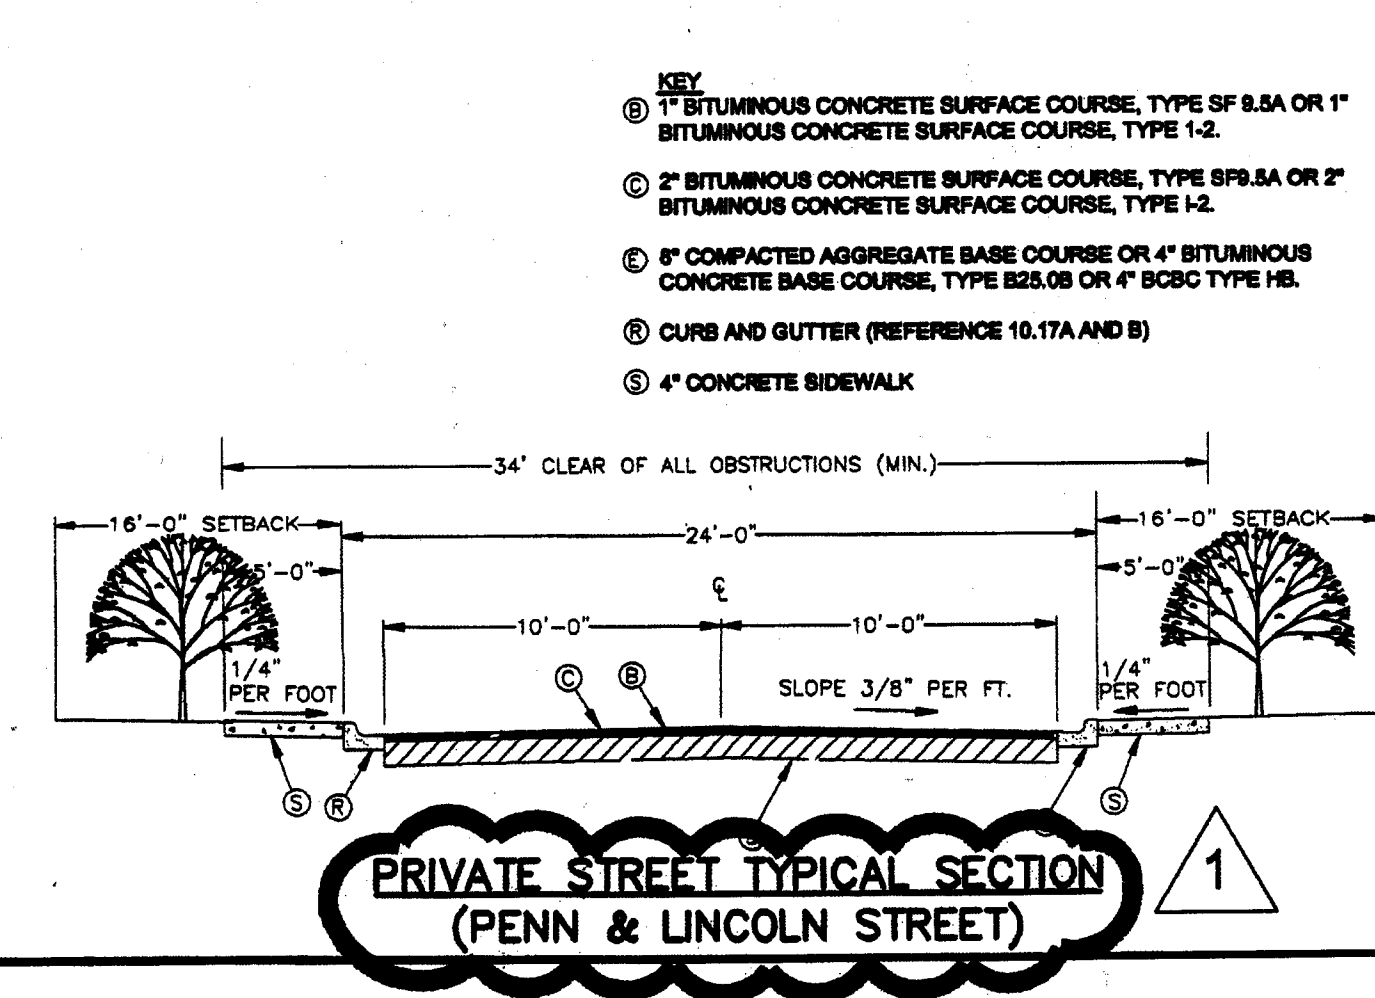 KEY
Ⓑ 1" BITUMINOUS CONCRETE SURFACE COURSE, TYPE SF 9.5A OR 1"
BITUMINOUS CONCRETE SURFACE COURSE, TYPE 1-2.
Ⓒ 2" BITUMINOUS CONCRETE SURFACE COURSE, TYPE SF9.5A OR 2"
BITUMINOUS CONCRETE SURFACE COURSE, TYPE I-2.
Ⓔ 8" COMPACTED AGGREGATE BASE COURSE OR 4" BITUMINOUS
CONCRETE BASE COURSE, TYPE B25.0B OR 4" BCBC TYPE HB.
Ⓡ CURB AND GUTTER (REFERENCE 10.17A AND B)
Ⓢ 4" CONCRETE SIDEWALK
34' CLEAR OF ALL OBSTRUCTIONS (MIN.)
16'-0" SETBACK 24'-0" 16'-0" SETBACK
5'-0" 5'-0"
℄
10'-0" 10'-0"
1/4" 1/4"
PER FOOT Ⓒ Ⓑ SLOPE 3/8" PER FT. PER FOOT
Ⓢ Ⓡ Ⓢ
PRIVATE STREET TYPICAL SECTION
(PENN & LINCOLN STREET)
1